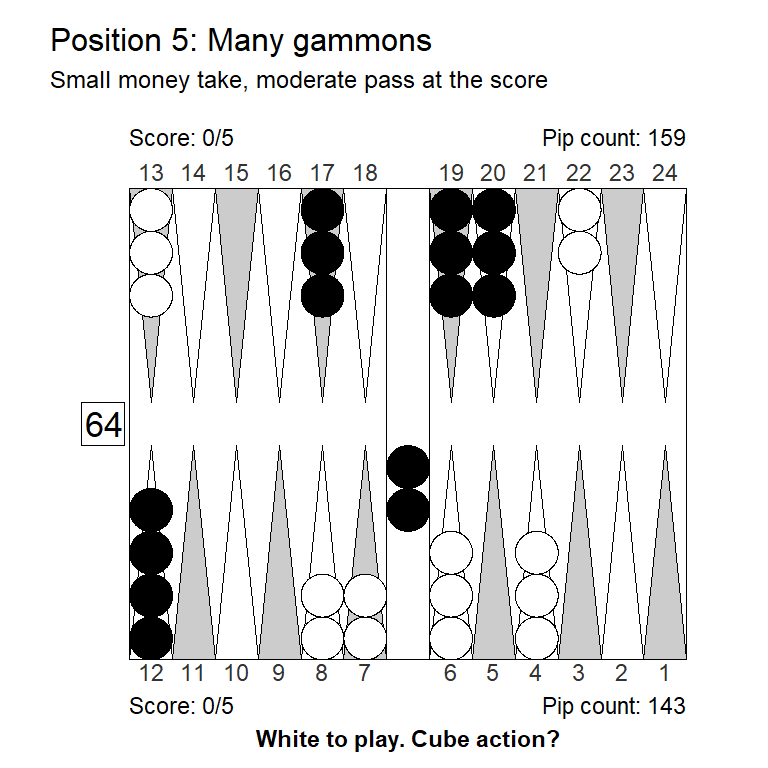 Position 5: Many gammons
Small money take, moderate pass at the score
Score: 0/5 Pip count: 159
13 14 15 16 17 18 19 20 21 22 23 24
64
12 11 10 9 8 7 6 5 4 3 2 1
Score: 0/5 Pip count: 143
White to play. Cube action?